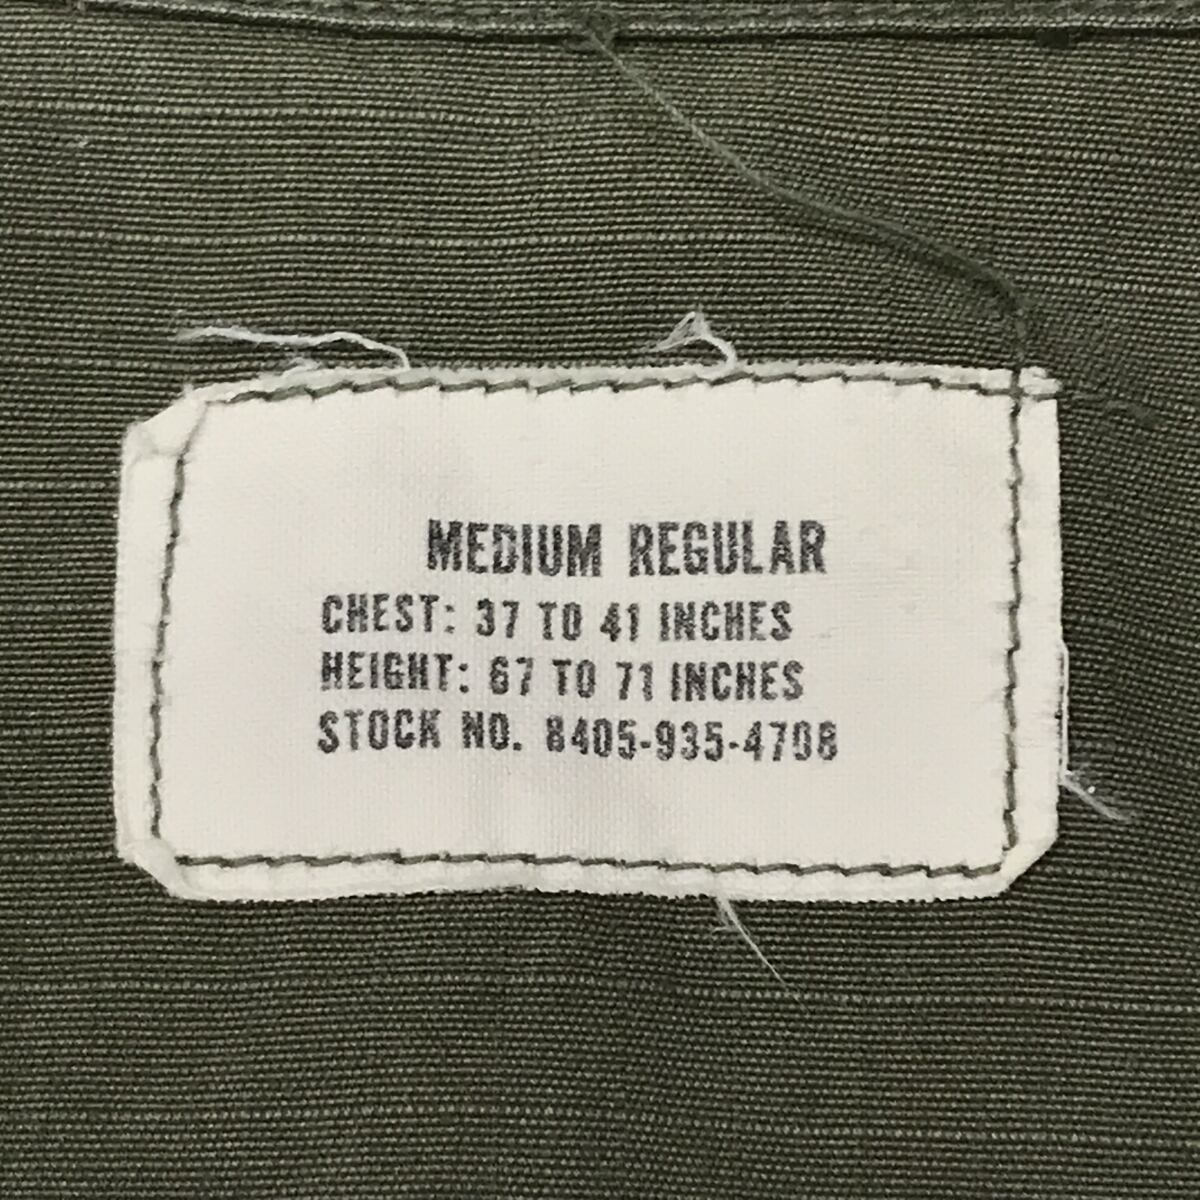 MEDIUM REGULAR
CHEST: 37 TO 41 INCHES
HEIGHT: 67 TO 71 INCHES
STOCK NO. 8405-935-4708